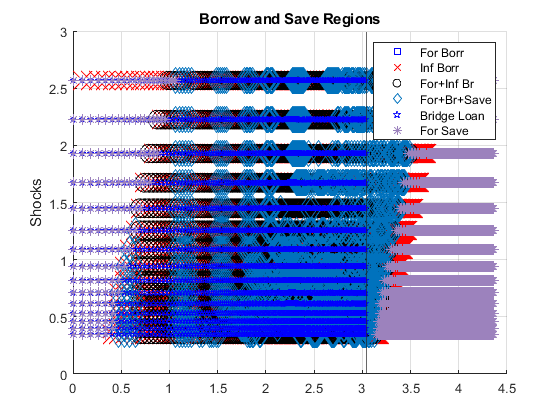 Borrow and Save Regions
3
2.5
2
1.5
1
0.5
0
Shocks
0
0.5
1
1.5
2
2.5
3
3.5
4
4.5
For Borr
Inf Borr
For+Inf Br
For+Br+Save
Bridge Loan
For Save